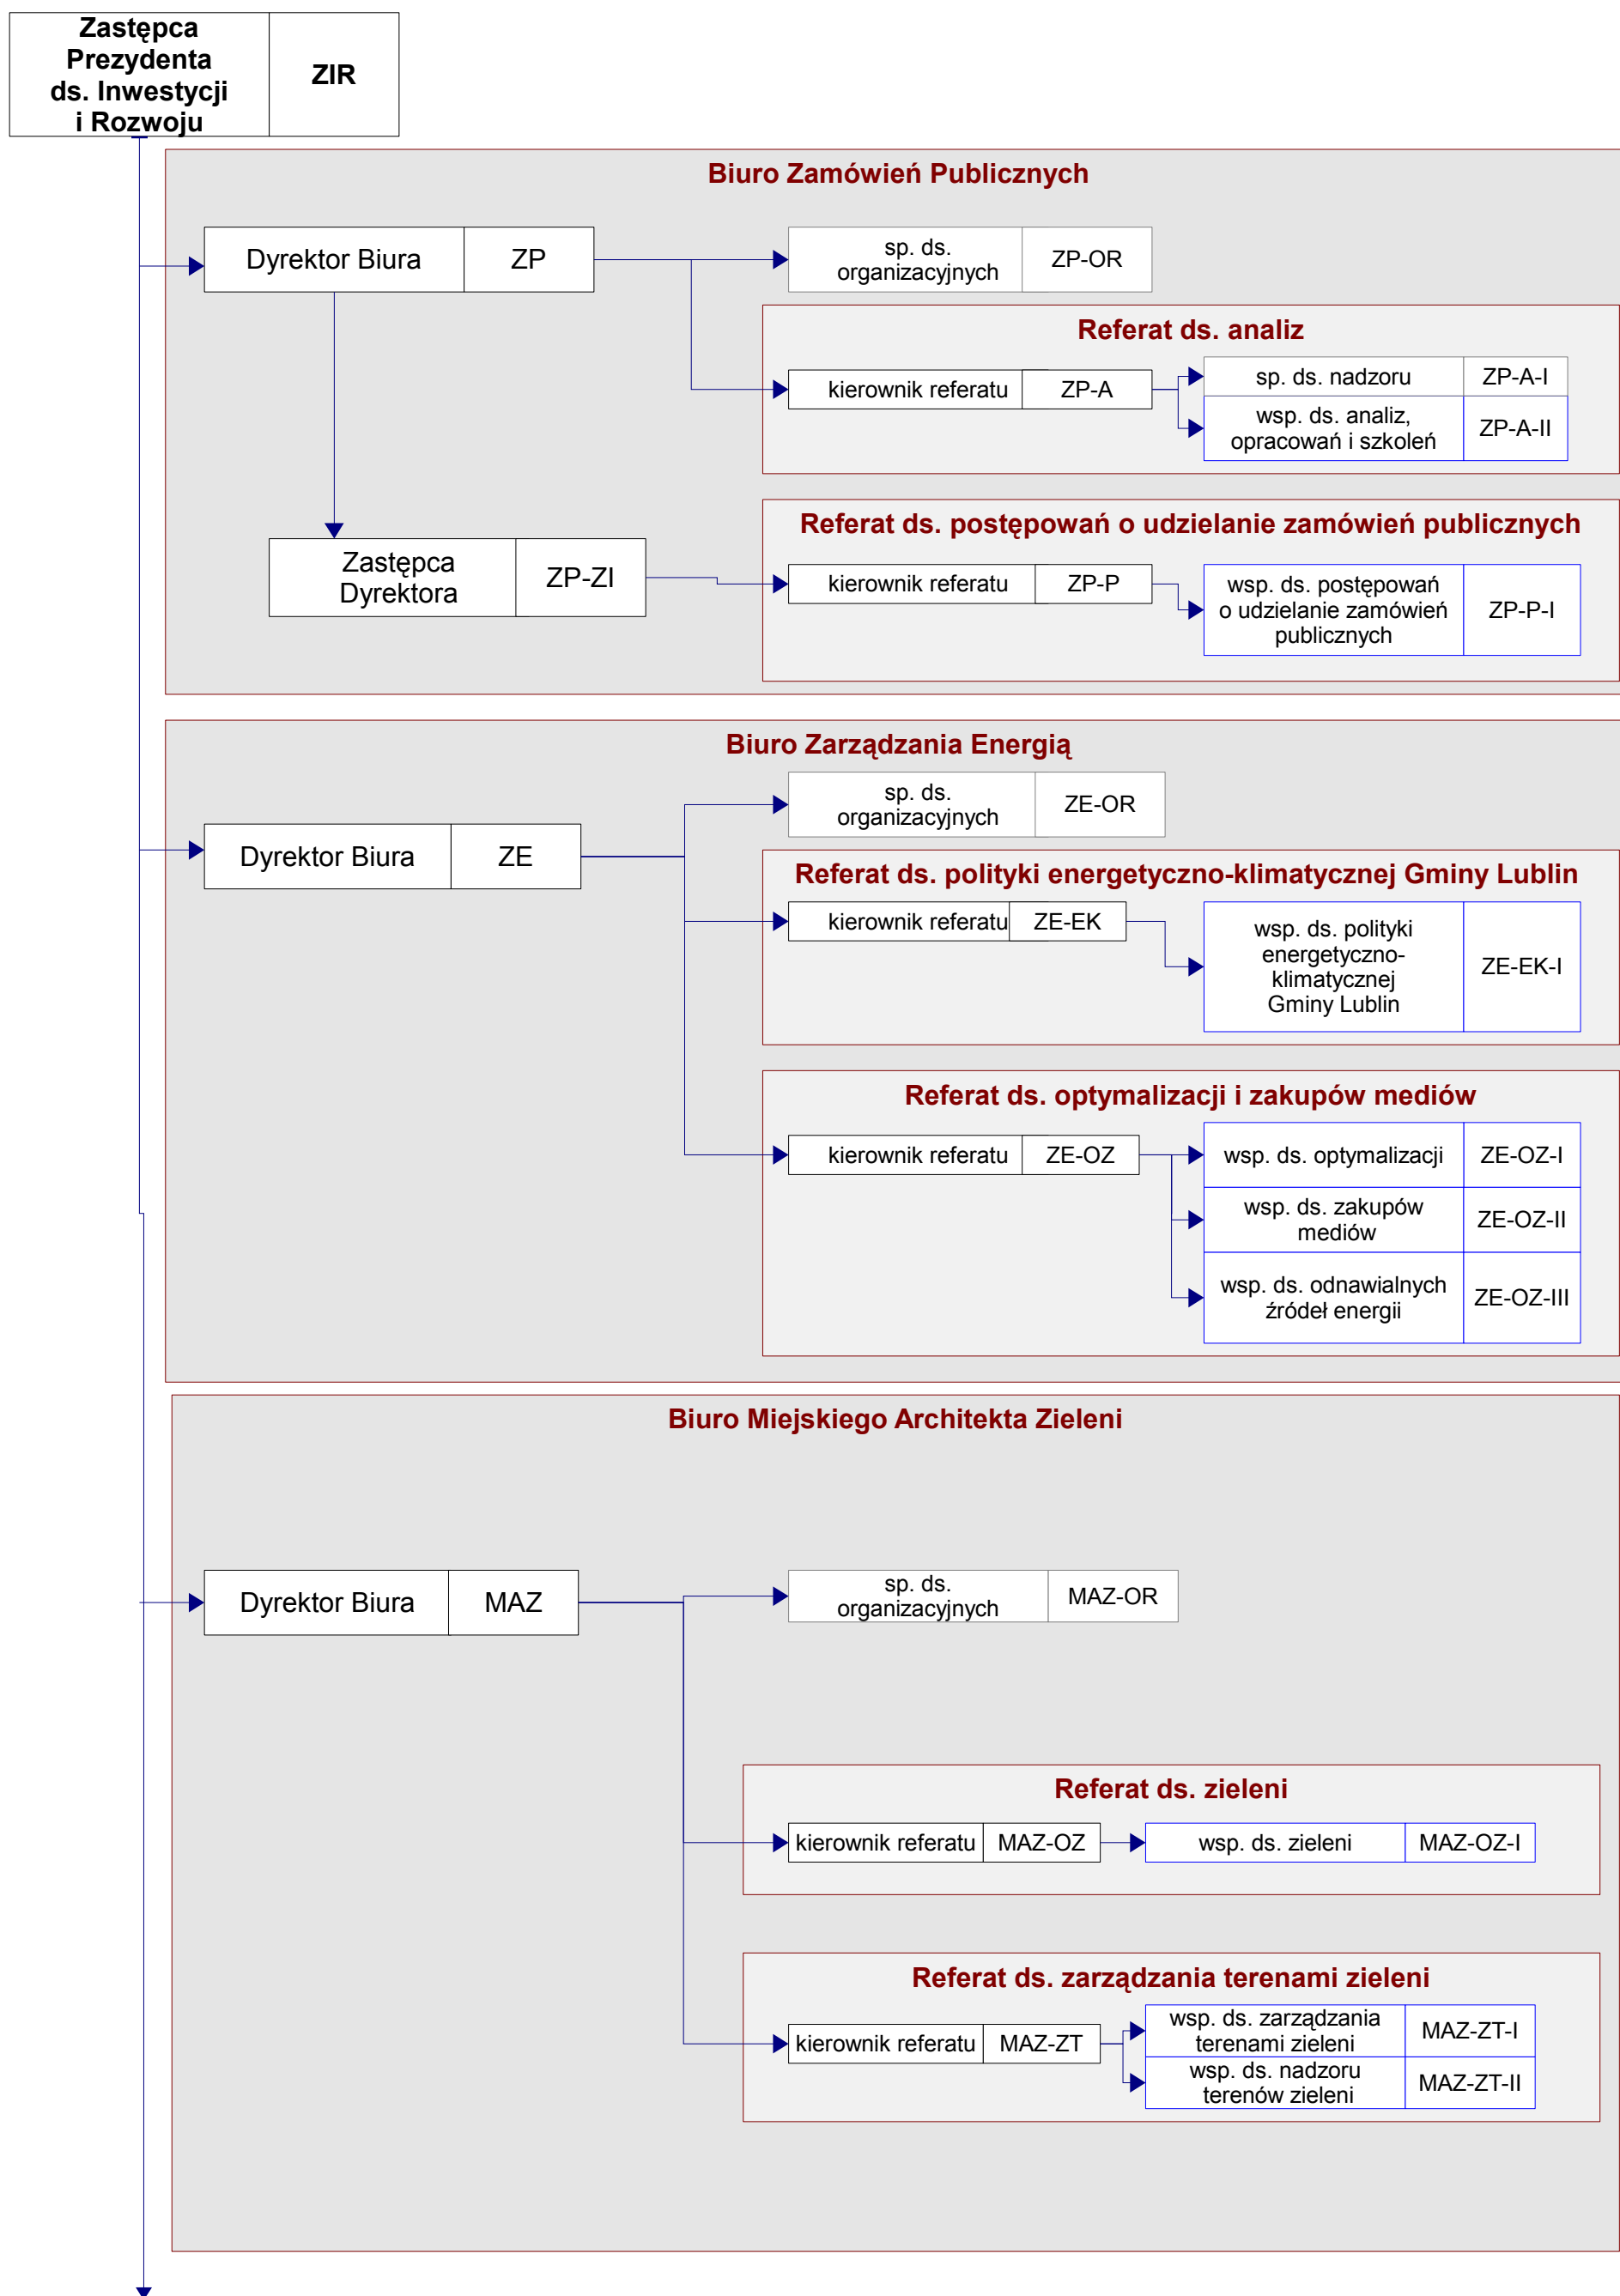 Zastępca
Prezydenta
ds. Inwestycji
i Rozwoju
ZIR
Biuro Zamówień Publicznych
Dyrektor Biura
ZP
sp. ds.
organizacyjnych
ZP-OR
Referat ds. analiz
kierownik referatu
ZP-A
sp. ds. nadzoru
ZP-A-I
wsp. ds. analiz,
opracowań i szkoleń
ZP-A-II
Referat ds. postępowań o udzielanie zamówień publicznych
Zastępca
Dyrektora
ZP-ZI
kierownik referatu
ZP-P
wsp. ds. postępowań
o udzielanie zamówień
publicznych
ZP-P-I
Biuro Zarządzania Energią
Dyrektor Biura
ZE
sp. ds.
organizacyjnych
ZE-OR
Referat ds. polityki energetyczno-klimatycznej Gminy Lublin
kierownik referatu
ZE-EK
wsp. ds. polityki
energetyczno-
klimatycznej
Gminy Lublin
ZE-EK-I
Referat ds. optymalizacji i zakupów mediów
kierownik referatu
ZE-OZ
wsp. ds. optymalizacji
ZE-OZ-I
wsp. ds. zakupów
mediów
ZE-OZ-II
wsp. ds. odnawialnych
źródeł energii
ZE-OZ-III
Biuro Miejskiego Architekta Zieleni
Dyrektor Biura
MAZ
sp. ds.
organizacyjnych
MAZ-OR
Referat ds. zieleni
kierownik referatu
MAZ-OZ
wsp. ds. zieleni
MAZ-OZ-I
Referat ds. zarządzania terenami zieleni
kierownik referatu
MAZ-ZT
wsp. ds. zarządzania
terenami zieleni
MAZ-ZT-I
wsp. ds. nadzoru
terenów zieleni
MAZ-ZT-II